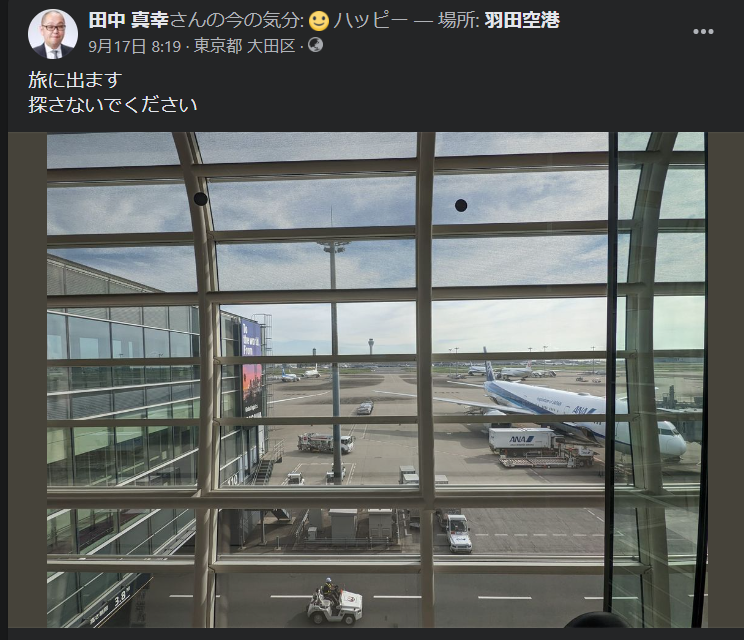 田中 真幸さんの今の気分: ハッピー — 場所: 羽田空港
9月17日 8:19 · 東京都 大田区 ·
旅に出ます
探さないでください
ANA
ANA
3.8